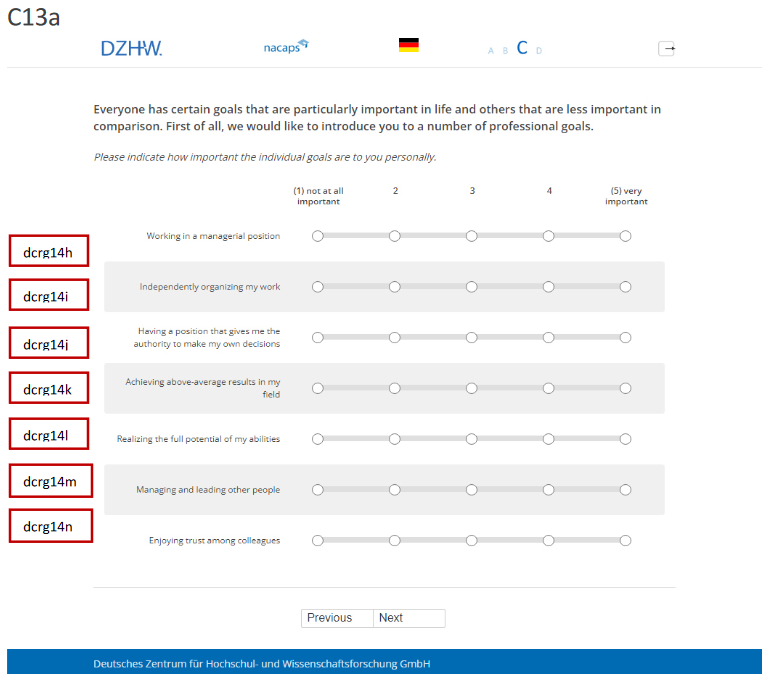 C13a
DZHW.
nacaps
A B C D
Everyone has certain goals that are particularly important in life and others that are less important in
comparison. First of all, we would like to introduce you to a number of professional goals.
Please indicate how important the individual goals are to you personally.
(1) not at all important 2 3 4 (5) very important
Working in a managerial position
dcrg14h
Independently organizing my work
dcrg14i
Having a position that gives me the
authority to make my own decisions
dcrg14j
Achieving above-average results in my
field
dcrg14k
Realizing the full potential of my abilities
dcrg14l
Managing and leading other people
dcrg14m
Enjoying trust among colleagues
dcrg14n
Previous Next
Deutsches Zentrum für Hochschul- und Wissenschaftsforschung GmbH